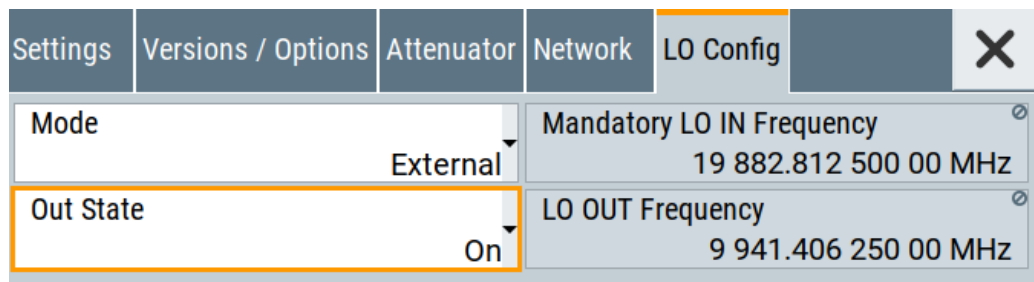 Settings Versions / Options Attenuator Network LO Config
Mode Mandatory LO IN Frequency
External 19 882.812 500 00 MHz
Out State LO OUT Frequency
On 9 941.406 250 00 MHz